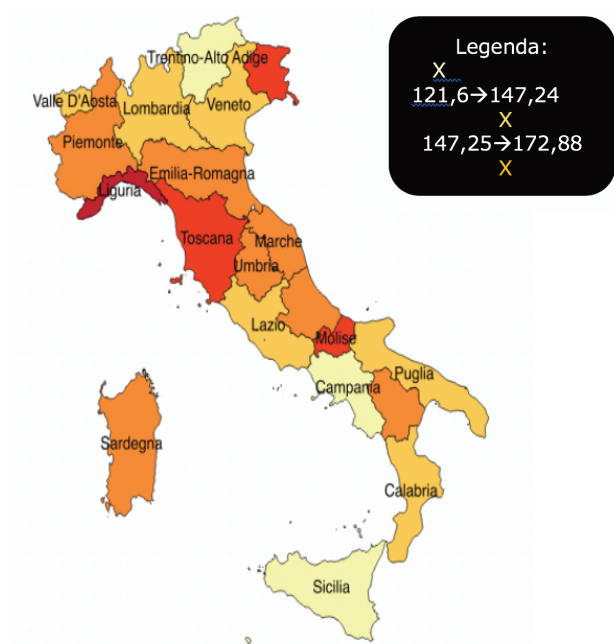 Legenda:
X
121,6→147,24
X
147,25→172,88
X
Trentino-Alto Adige
Valle D'Aosta
Lombardia
Veneto
Piemonte
Emilia-Romagna
Liguria
Toscana
Marche
Umbria
Lazio
Molise
Campania
Puglia
Sardegna
Calabria
Sicilia